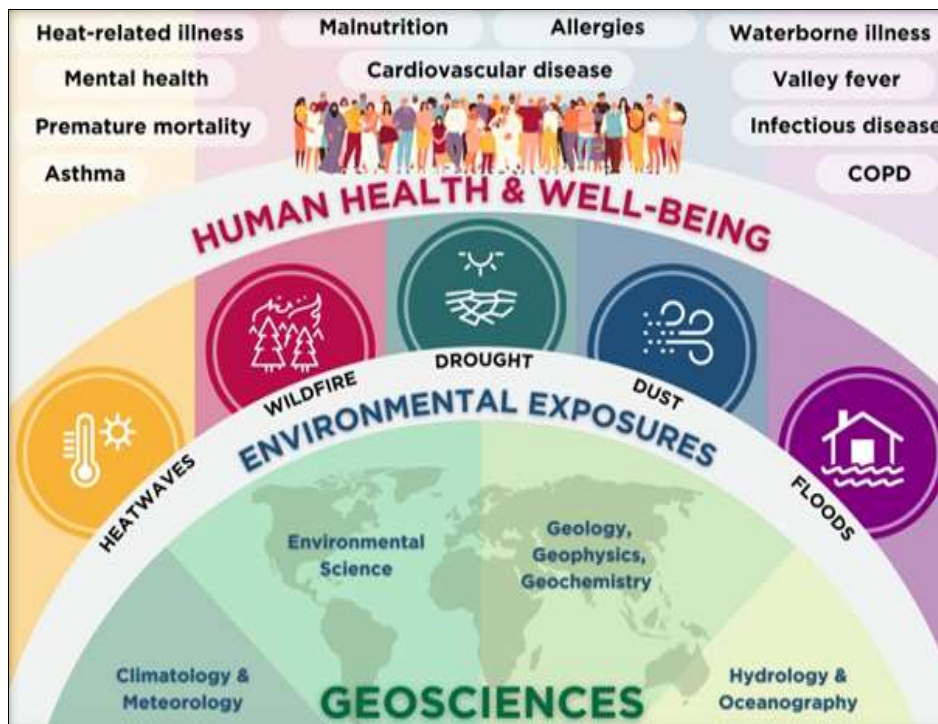 Heat-related illness
Malnutrition
Allergies
Waterborne illness
Mental health
Cardiovascular disease
Valley fever
Premature mortality
Infectious disease
Asthma
COPD
HUMAN HEALTH & WELL-BEING
HEATWAVES
WILDFIRE
DROUGHT
DUST
FLOODS
ENVIRONMENTAL EXPOSURES
Environmental
Science
Geology,
Geophysics,
Geochemistry
Climatology &
Meteorology
Hydrology &
Oceanography
GEOSCIENCES